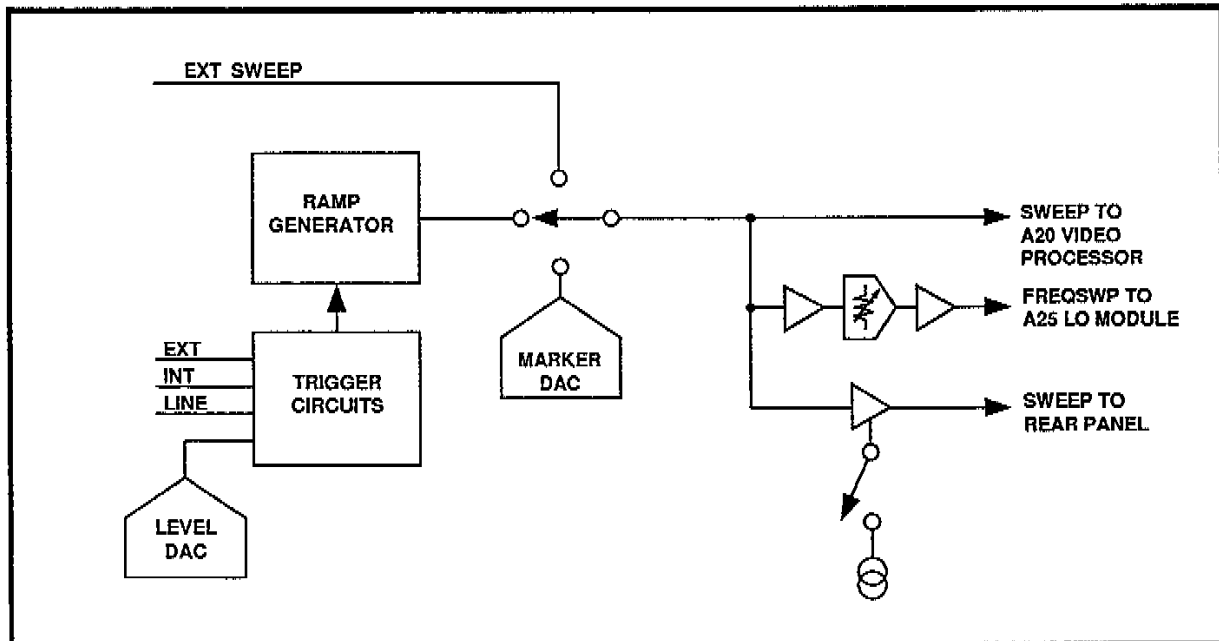 EXT SWEEP
RAMP
GENERATOR
SWEEP TO
A20 VIDEO
PROCESSOR
FREQSWP TO
A25 LO MODULE
MARKER
DAC
EXT
INT
LINE
TRIGGER
CIRCUITS
SWEEP TO
REAR PANEL
LEVEL
DAC